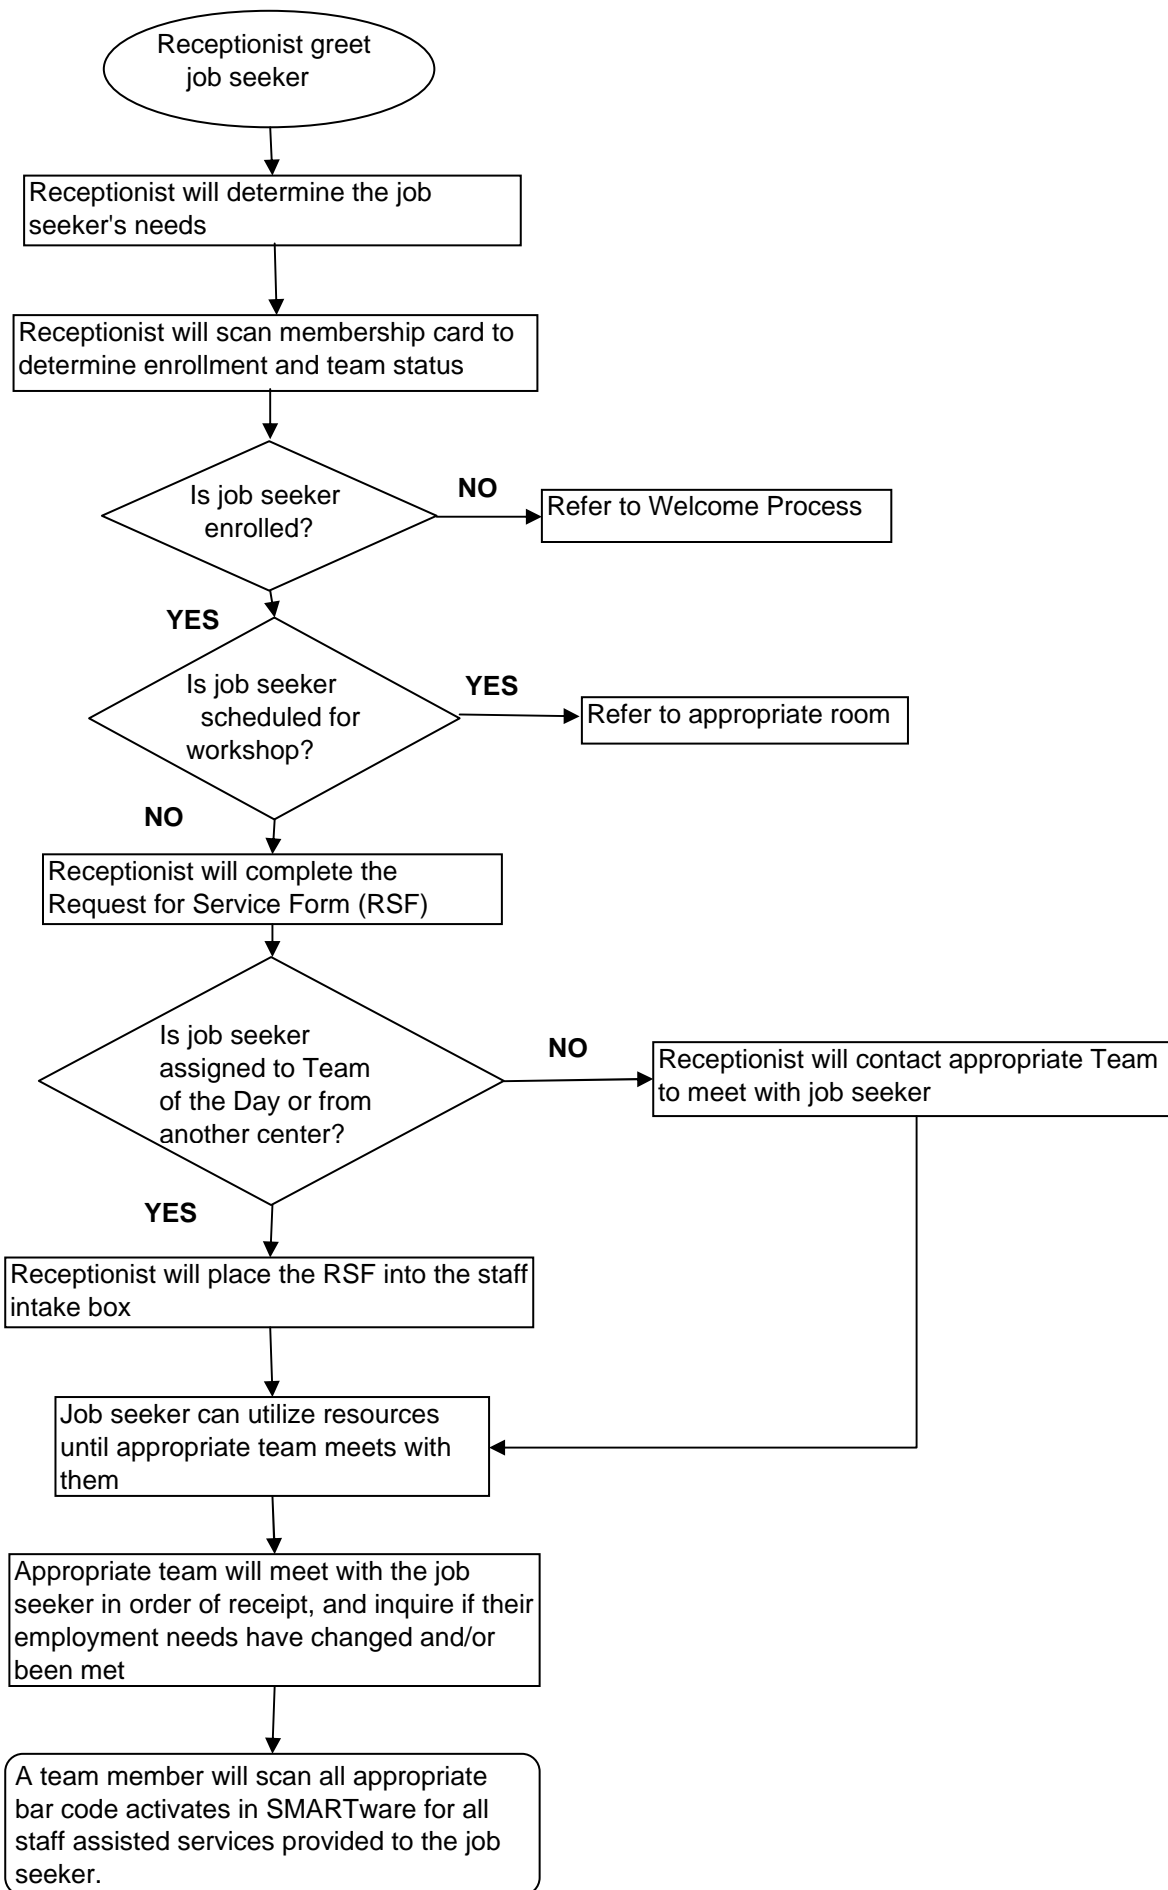 Receptionist greet
job seeker
Receptionist will determine the job
seeker's needs
Receptionist will scan membership card to
determine enrollment and team status
Is job seeker
enrolled?
NO
Refer to Welcome Process
YES
Is job seeker
scheduled for
workshop?
YES
Refer to appropriate room
NO
Receptionist will complete the
Request for Service Form (RSF)
Is job seeker
assigned to Team
of the Day or from
another center?
NO
Receptionist will contact appropriate Team
to meet with job seeker
YES
Receptionist will place the RSF into the staff
intake box
Job seeker can utilize resources
until appropriate team meets with
them
Appropriate team will meet with the job
seeker in order of receipt, and inquire if their
employment needs have changed and/or
been met
A team member will scan all appropriate
bar code activates in SMARTware for all
staff assisted services provided to the job
seeker.